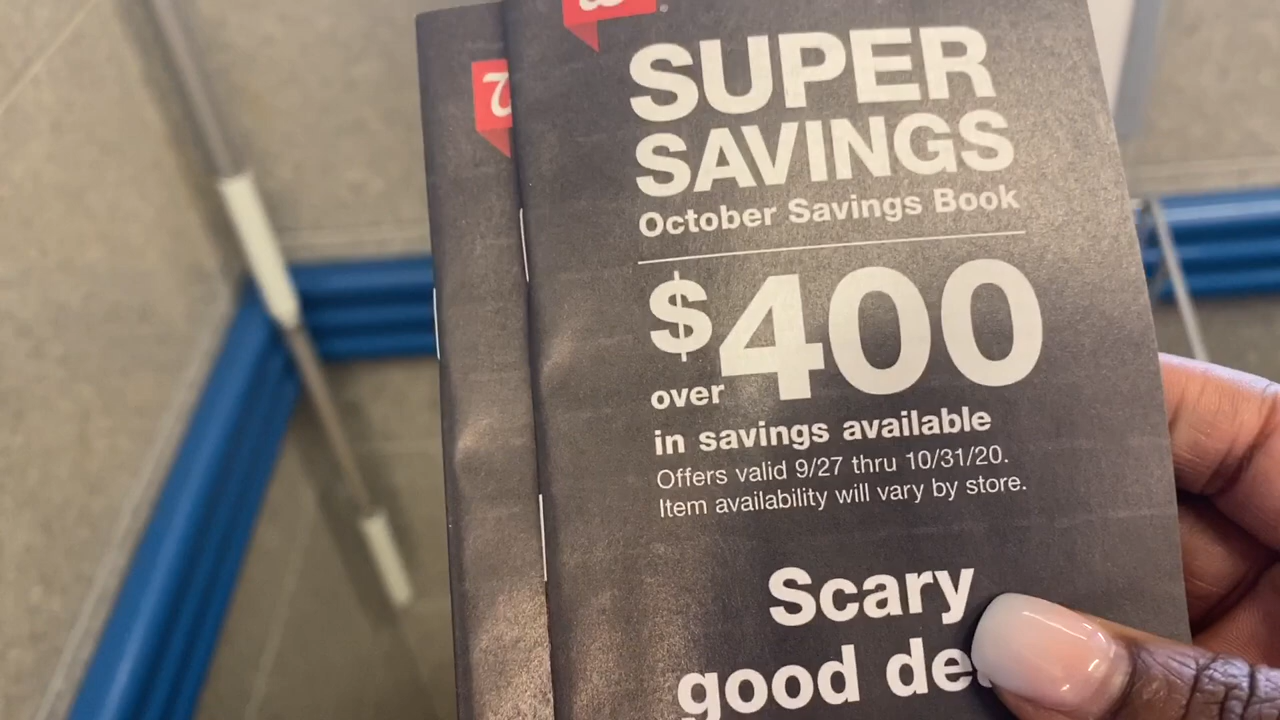 SUPER
SAVINGS
October Savings Book
$400
over
in savings available
Offers valid 9/27 thru 10/31/20.
Item availability will vary by store.
Scary
good